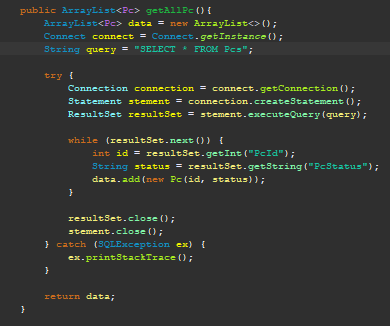 public ArrayList<Pc> getAllPc(){
    ArrayList<Pc> data = new ArrayList<>();
    Connect connect = Connect.getInstance();
    String query = "SELECT * FROM Pcs";

    try {
        Connection connection = connect.getConnection();
        Statement stement = connection.createStatement();
        ResultSet resultSet = stement.executeQuery(query);

        while (resultSet.next()) {
            int id = resultSet.getInt("PcId");
            String status = resultSet.getString("PcStatus");
            data.add(new Pc(id, status));
        }

        resultSet.close();
        stement.close();
    } catch (SQLException ex) {
        ex.printStackTrace();
    }

    return data;
}